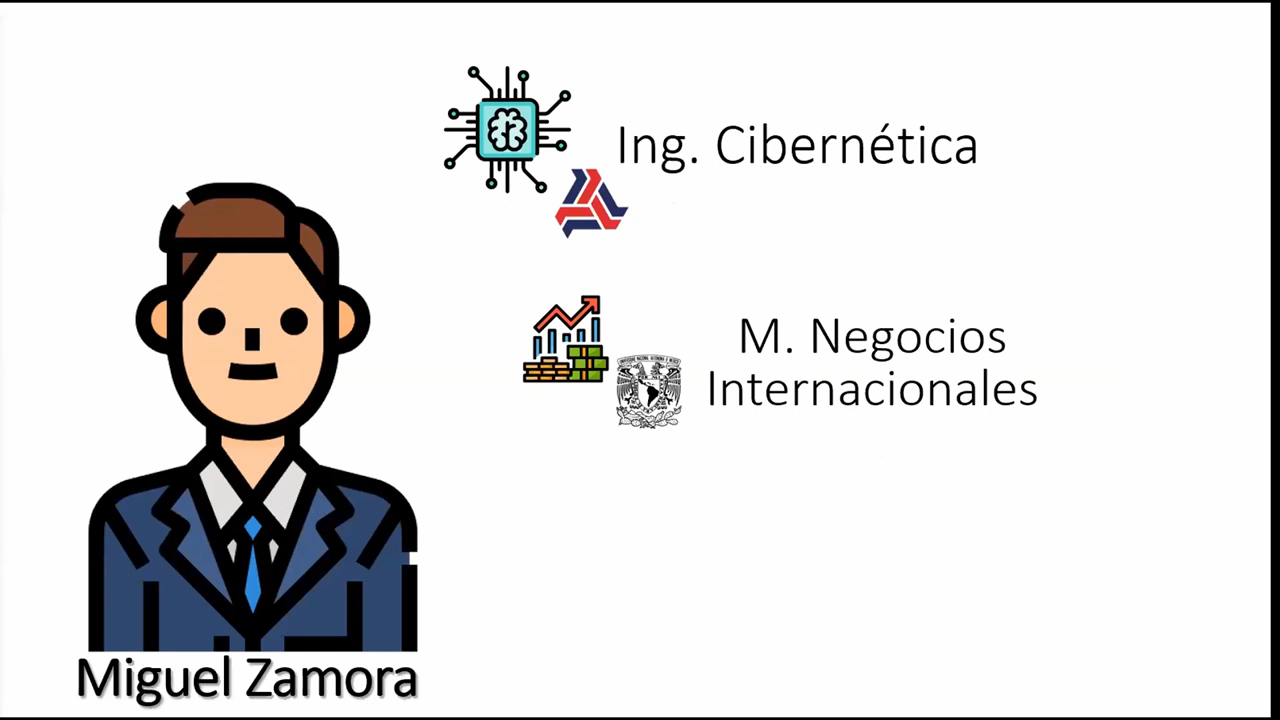 Ing. Cibernética
M. Negocios
Internacionales
Miguel Zamora